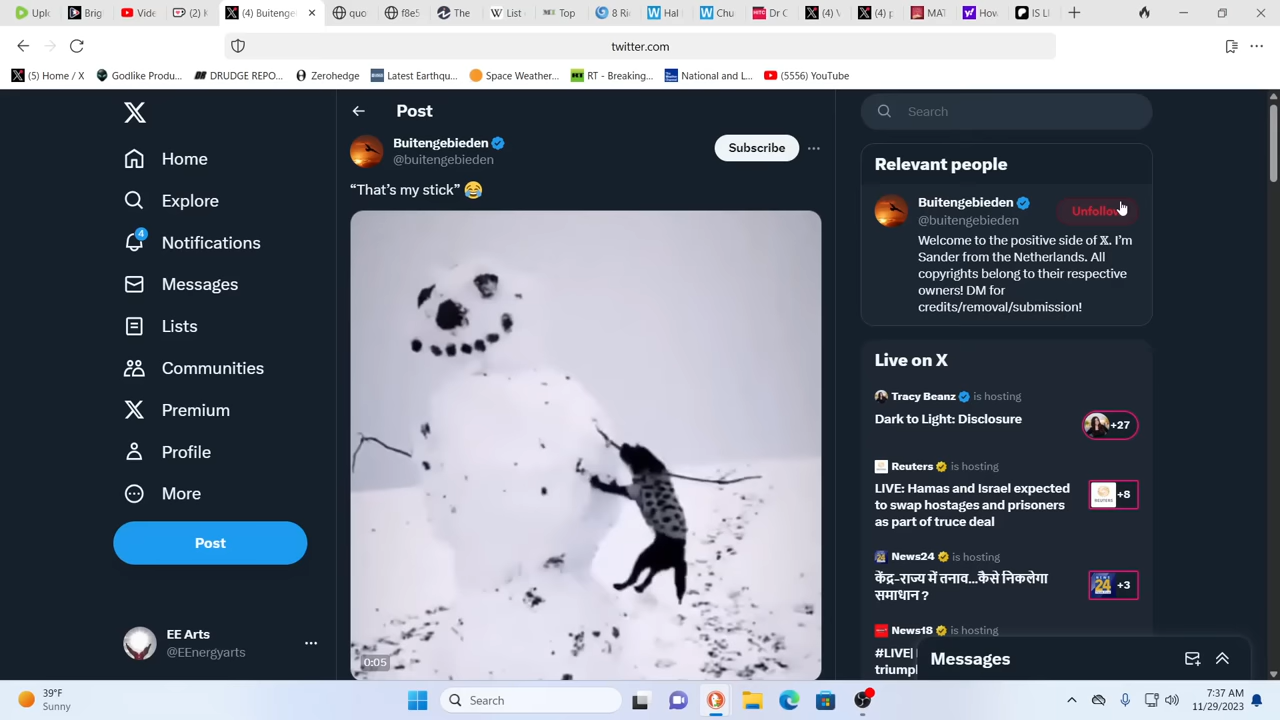 Uplo
Brig
Vide
(2) K
(4) Buitenge
quo
f8e5
The
West
Top
8 Ri
Hal
Chu
Dr C
(4) \
(4) p
#AT
How
IS LI
twitter.com
(5) Home / X
Godlike Produ...
DRUDGE REPO...
Zerohedge
Latest Earthqu...
Space Weather...
RT - Breaking...
National and L...
(5556) YouTube
Home
Explore
4
Notifications
Messages
Lists
Communities
Premium
Profile
More
Post
EE Arts
@EEnergyarts
Post
Buitengebieden
@buitengebieden
Subscribe
“That’s my stick” 😂
0:05
Search
Relevant people
Buitengebieden
@buitengebieden
Unfollow
Welcome to the positive side of 𝕏. I’m
Sander from the Netherlands. All
copyrights belong to their respective
owners! DM for
credits/removal/submission!
Live on X
Tracy Beanz is hosting
Dark to Light: Disclosure
+27
Reuters is hosting
LIVE: Hamas and Israel expected
to swap hostages and prisoners
as part of truce deal
+8
News24 is hosting
केंद्र-राज्य में तनाव...कैसे निकलेगा
समाधान ?
24
+3
News18 is hosting
#LIVE|
triumpl
Messages
39°F
Sunny
Search
7:37 AM
11/29/2023